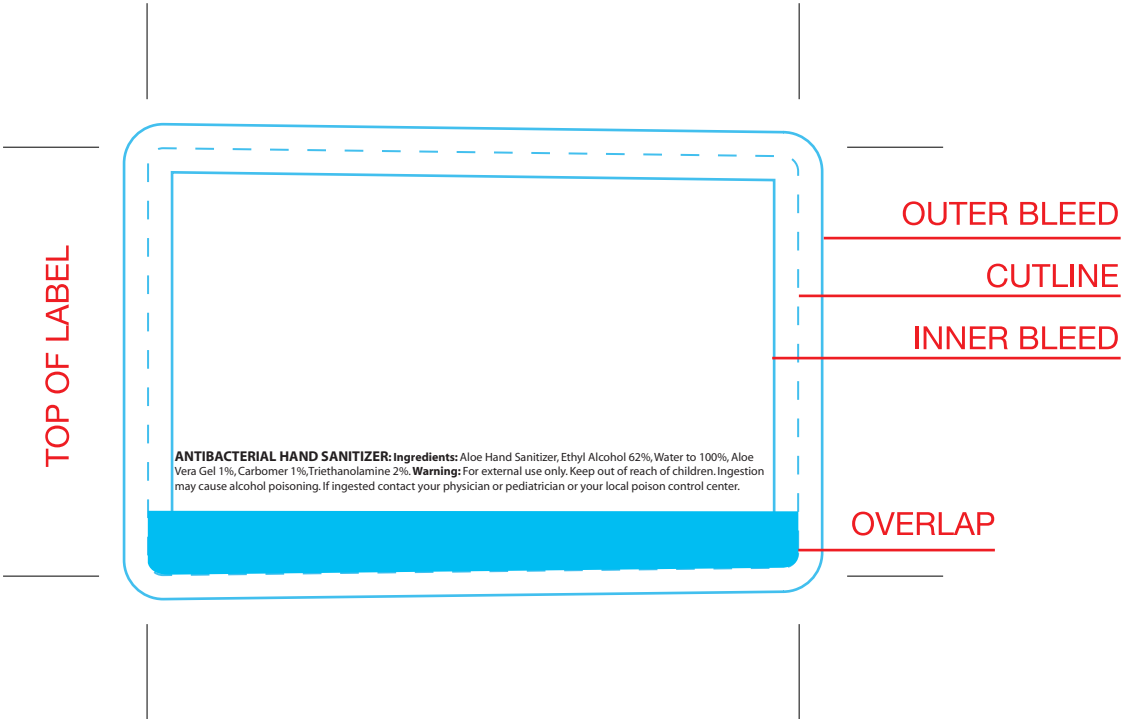 OUTER BLEED
CUTLINE
INNER BLEED
TOP OF LABEL
ANTIBACTERIAL HAND SANITIZER: Ingredients: Aloe Hand Sanitizer, Ethyl Alcohol 62%, Water to 100%, Aloe
Vera Gel 1%, Carbomer 1%, Triethanolamine 2%. Warning: For external use only. Keep out of reach of children. Ingestion
may cause alcohol poisoning. If ingested contact your physician or pediatrician or your local poison control center.
OVERLAP